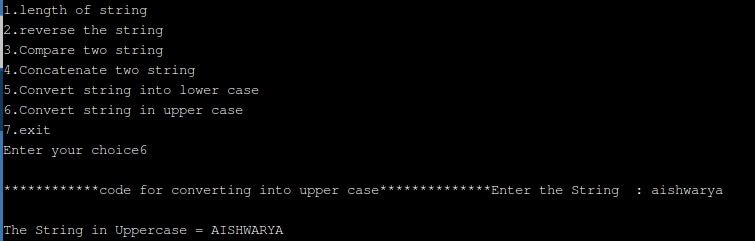 1.length of string
2.reverse the string
3.Compare two string
4.Concatenate two string
5.Convert string into lower case
6.Convert string in upper case
7.exit
Enter your choice6
************code for converting into upper case**************Enter the String  : aishwarya
The String in Uppercase = AISHWARYA